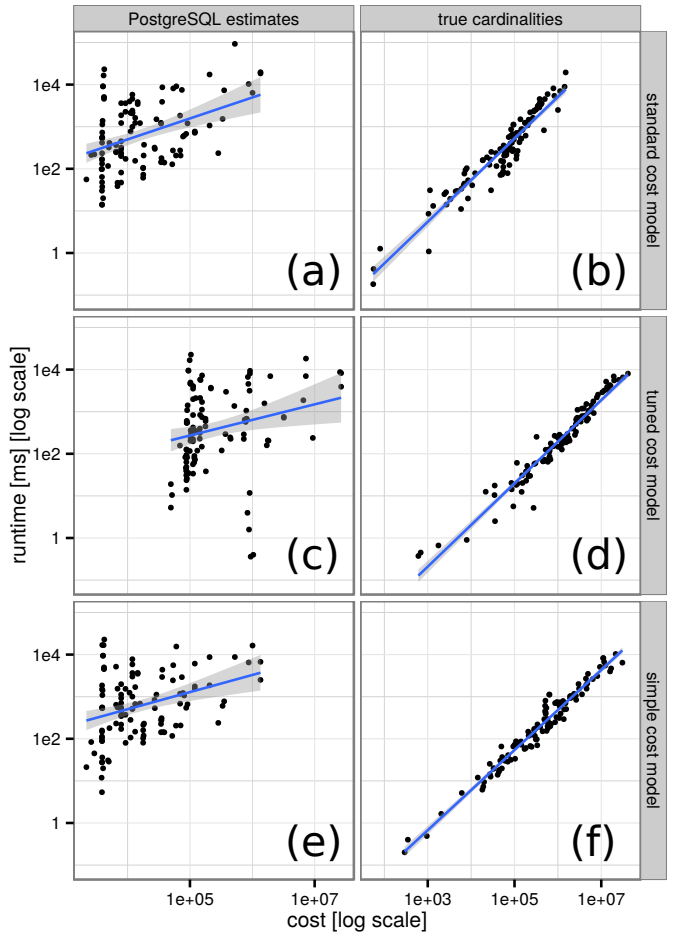 PostgreSQL estimates
true cardinalities
1e4
1e2
1
(a)
(b)
standard cost model
1e4
1e2
1
(c)
(d)
tuned cost model
1e4
1e2
1
(e)
(f)
simple cost model
runtime [ms] [log scale]
1e+05
1e+07
1e+03
1e+05
1e+07
cost [log scale]